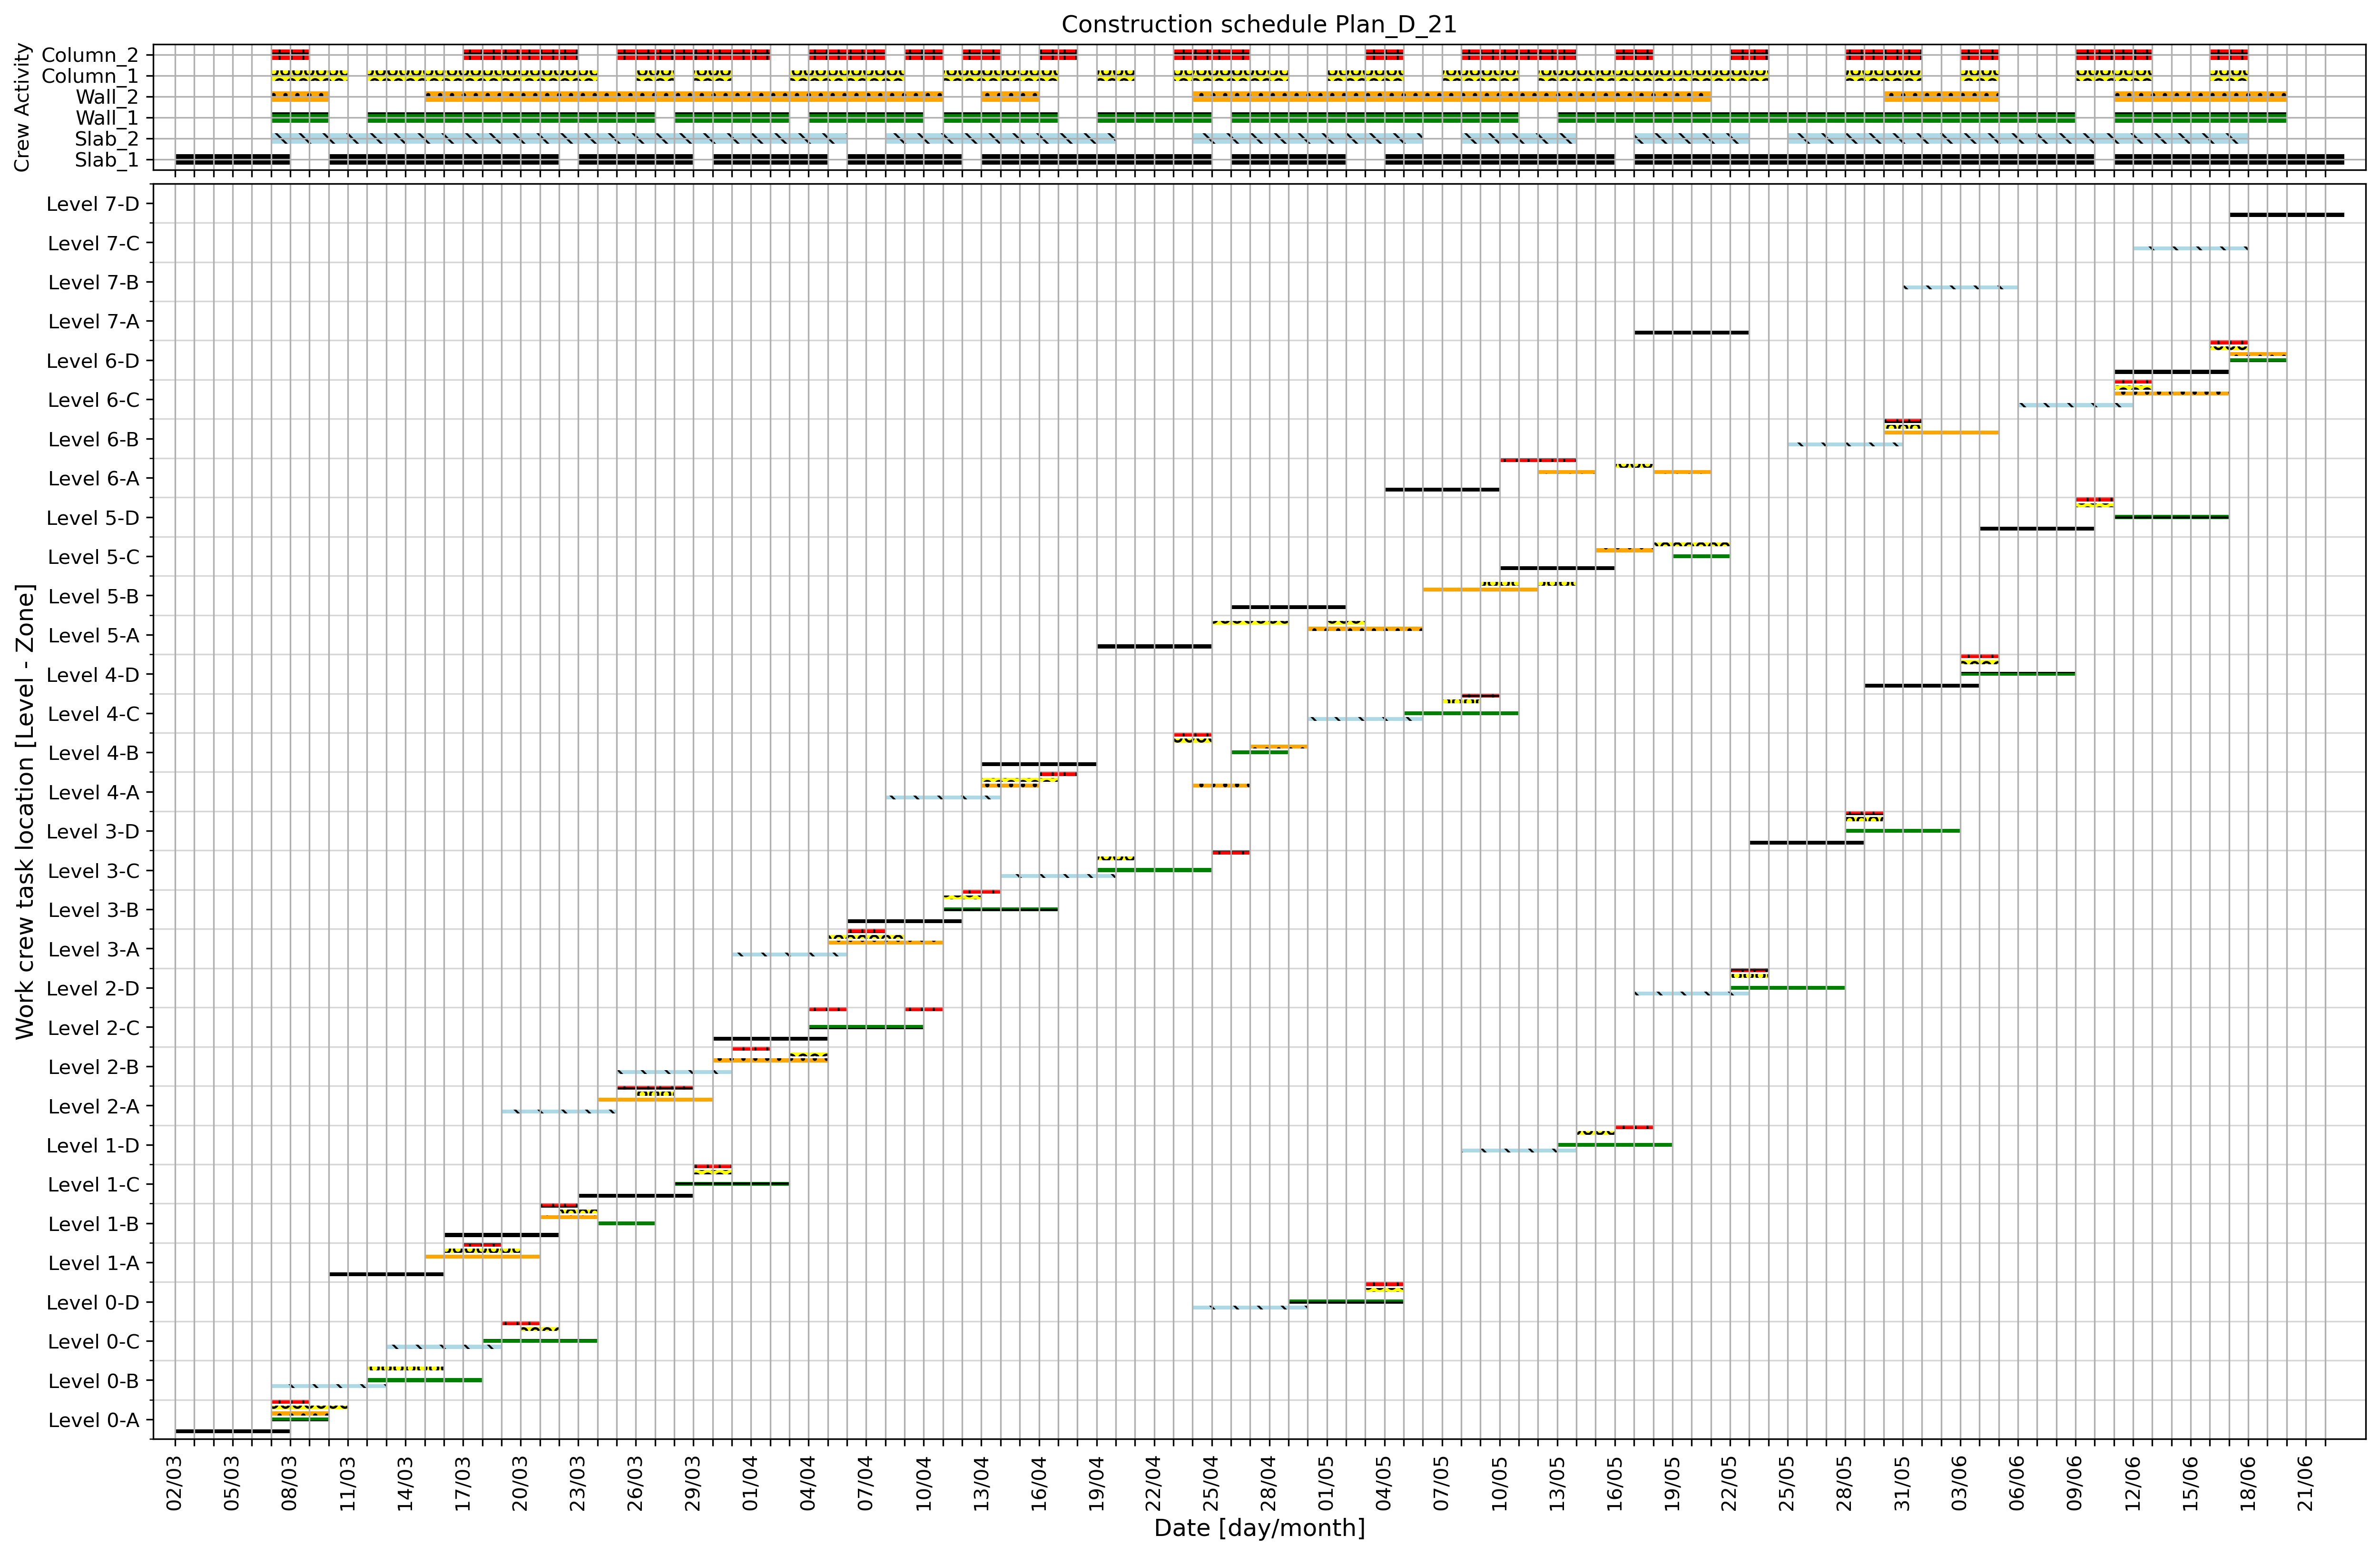 Construction schedule Plan_D_21
Crew Activity
Column_2
Column_1
Wall_2
Wall_1
Slab_2
Slab_1
Work crew task location [Level - Zone]
Level 7-D
Level 7-C
Level 7-B
Level 7-A
Level 6-D
Level 6-C
Level 6-B
Level 6-A
Level 5-D
Level 5-C
Level 5-B
Level 5-A
Level 4-D
Level 4-C
Level 4-B
Level 4-A
Level 3-D
Level 3-C
Level 3-B
Level 3-A
Level 2-D
Level 2-C
Level 2-B
Level 2-A
Level 1-D
Level 1-C
Level 1-B
Level 1-A
Level 0-D
Level 0-C
Level 0-B
Level 0-A
02/03
05/03
08/03
11/03
14/03
17/03
20/03
23/03
26/03
29/03
01/04
04/04
07/04
10/04
13/04
16/04
19/04
22/04
25/04
28/04
01/05
04/05
07/05
10/05
13/05
16/05
19/05
22/05
25/05
28/05
31/05
03/06
06/06
09/06
12/06
15/06
18/06
21/06
Date [day/month]